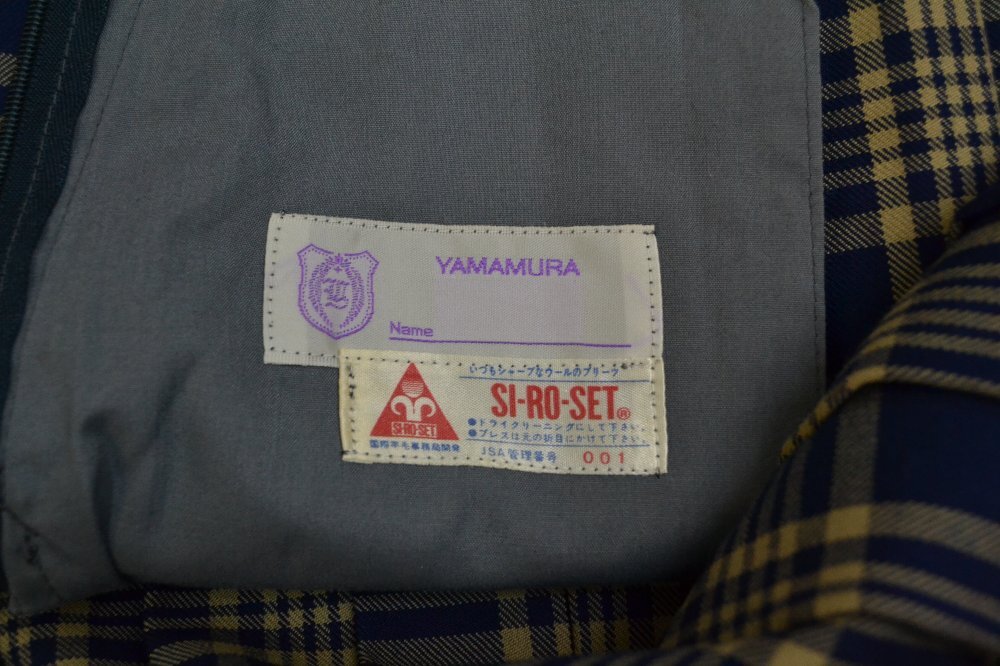 YAMAMURA
Name
いつもシャープなウールのプリーツ
SI-RO-SET®
●ドライクリーニングにして下さい。
●プレスは元の折目にかけて下さい。
SI-RO-SET
国際羊毛事務局開発
JSA管理番号 001